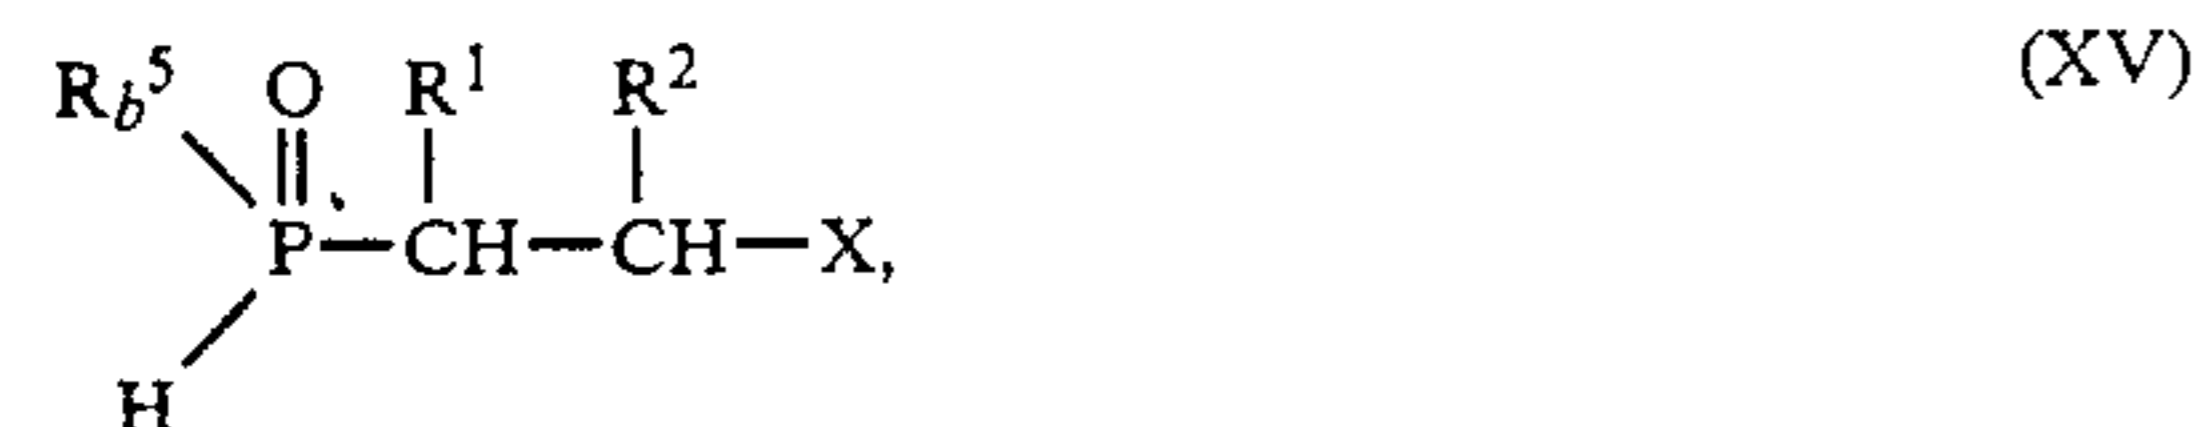 R_b^5 O R^1 R^2 (XV)
P—CH—CH—X,
H